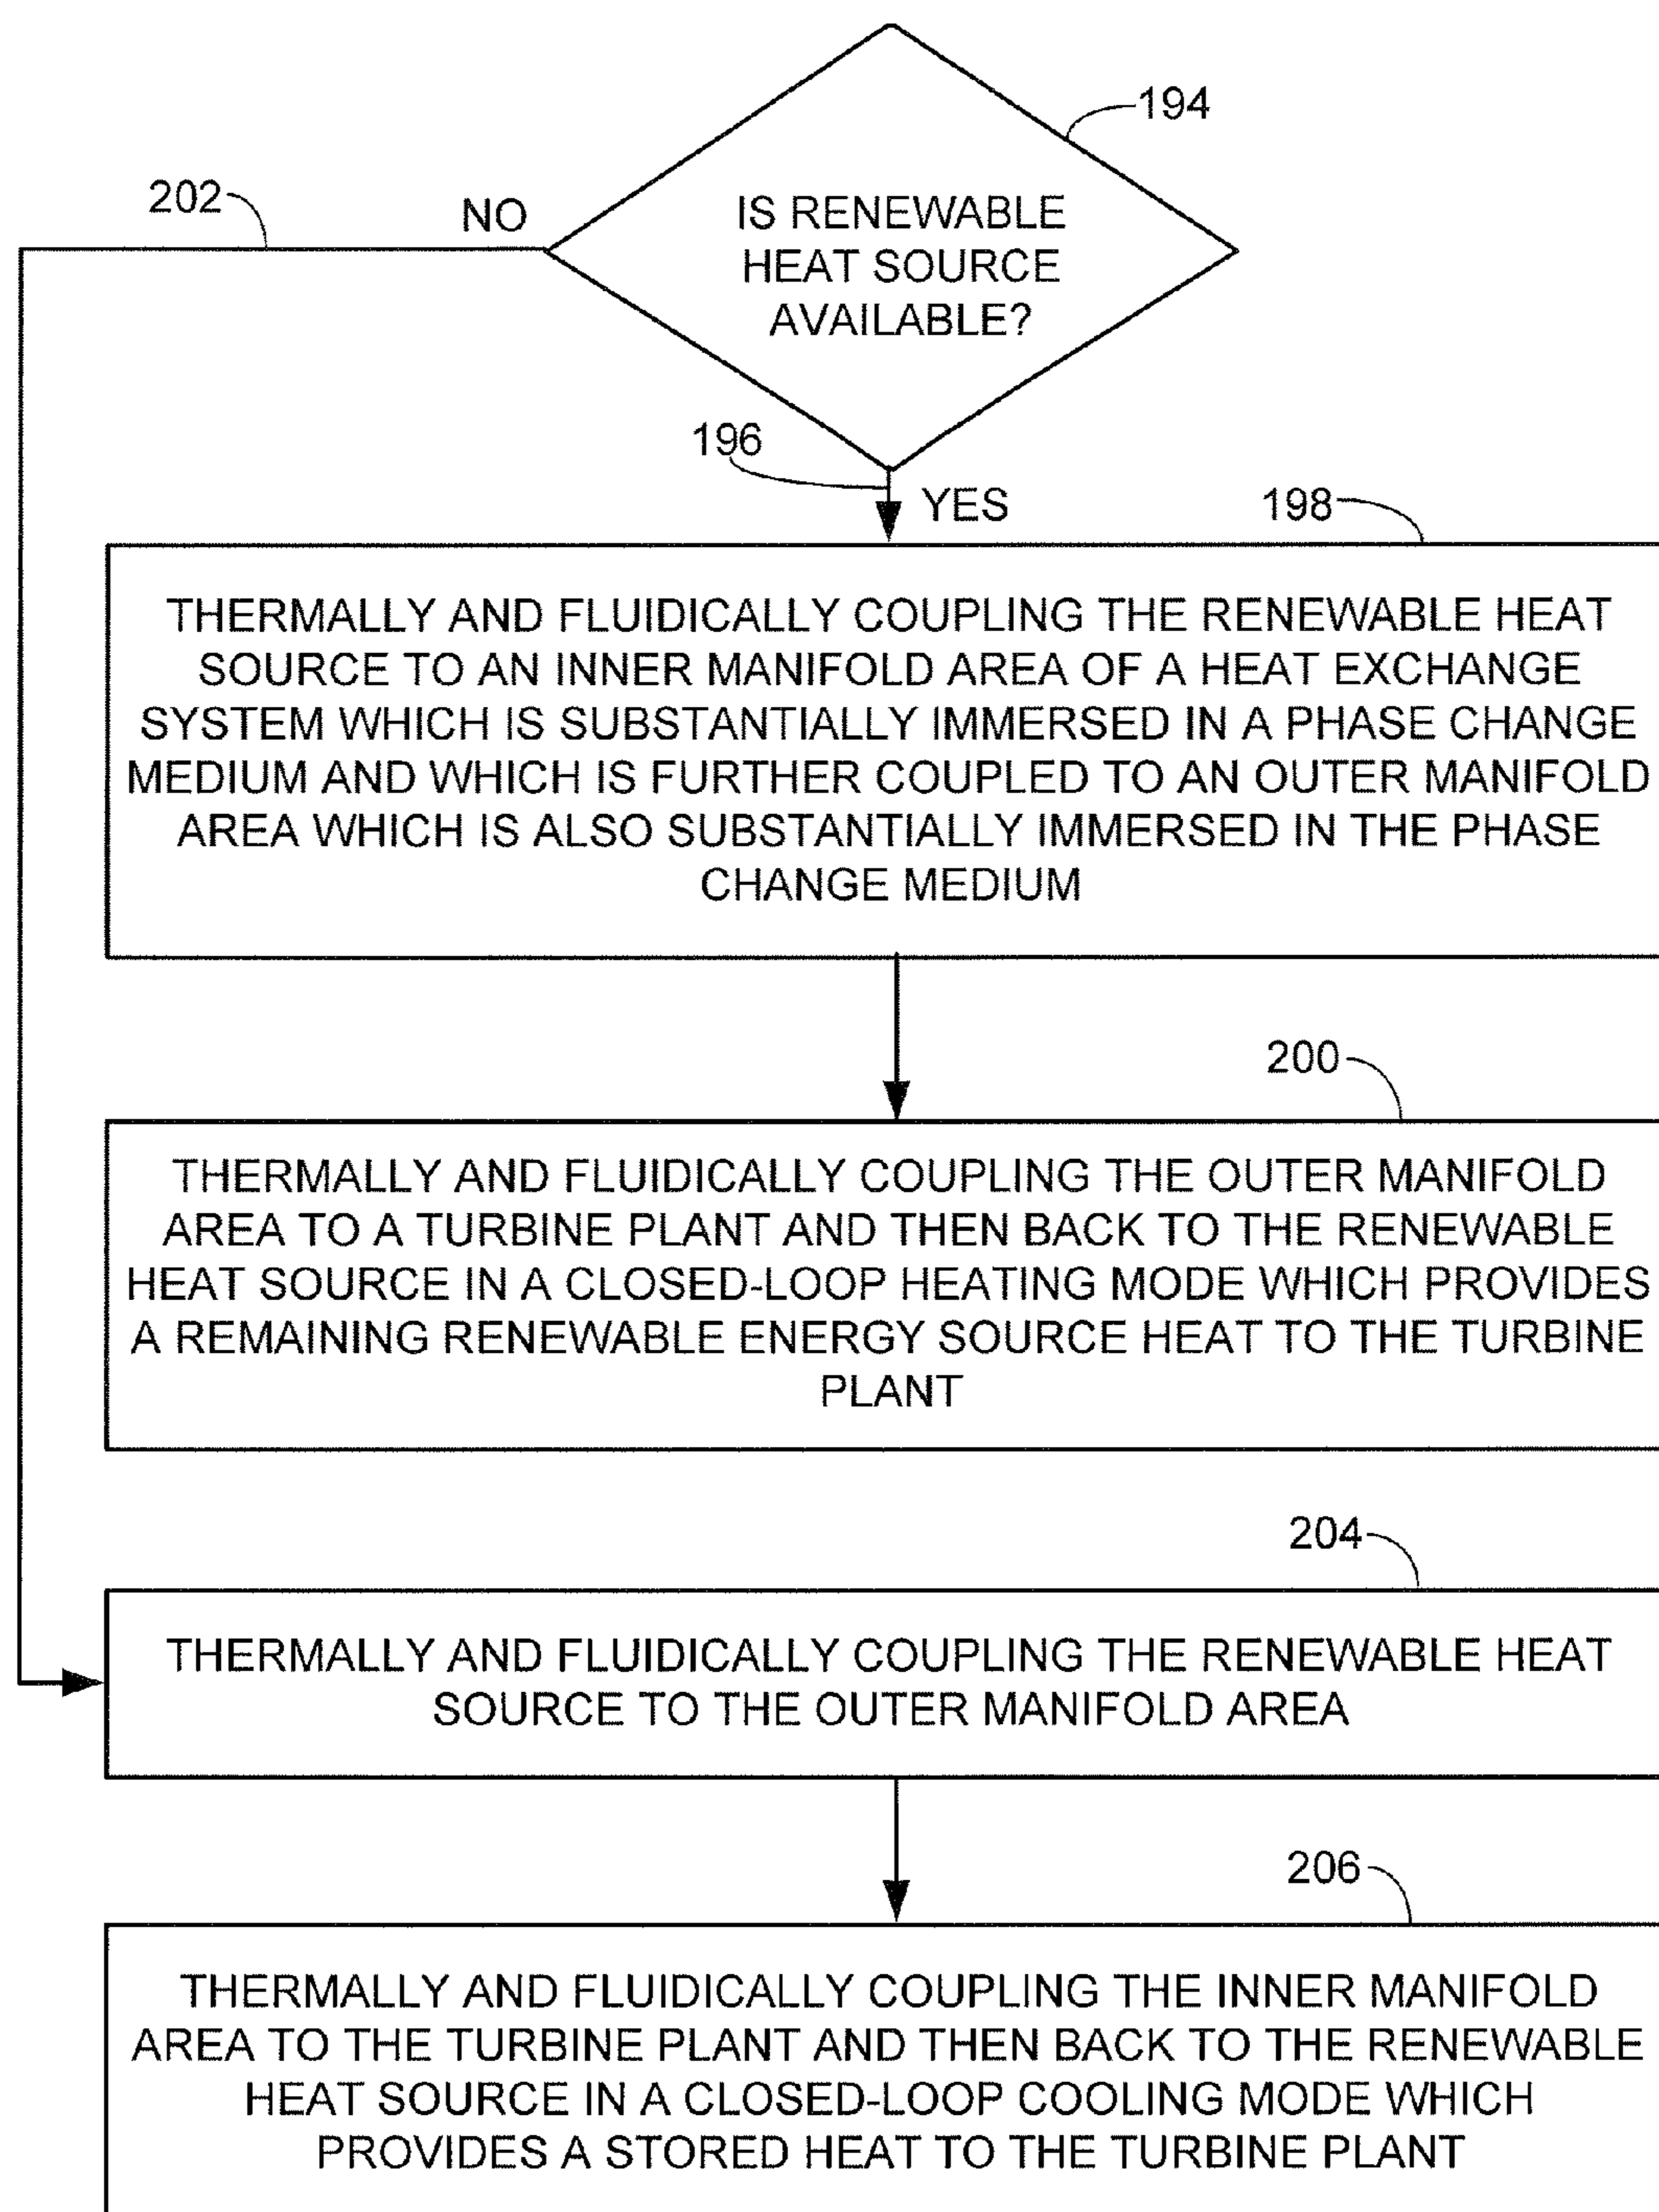 194
202
NO
IS RENEWABLE
HEAT SOURCE
AVAILABLE?
196
YES
198
THERMALLY AND FLUIDICALLY COUPLING THE RENEWABLE HEAT
SOURCE TO AN INNER MANIFOLD AREA OF A HEAT EXCHANGE
SYSTEM WHICH IS SUBSTANTIALLY IMMERSED IN A PHASE CHANGE
MEDIUM AND WHICH IS FURTHER COUPLED TO AN OUTER MANIFOLD
AREA WHICH IS ALSO SUBSTANTIALLY IMMERSED IN THE PHASE
CHANGE MEDIUM
200
THERMALLY AND FLUIDICALLY COUPLING THE OUTER MANIFOLD
AREA TO A TURBINE PLANT AND THEN BACK TO THE RENEWABLE
HEAT SOURCE IN A CLOSED-LOOP HEATING MODE WHICH PROVIDES
A REMAINING RENEWABLE ENERGY SOURCE HEAT TO THE TURBINE
PLANT
204
THERMALLY AND FLUIDICALLY COUPLING THE RENEWABLE HEAT
SOURCE TO THE OUTER MANIFOLD AREA
206
THERMALLY AND FLUIDICALLY COUPLING THE INNER MANIFOLD
AREA TO THE TURBINE PLANT AND THEN BACK TO THE RENEWABLE
HEAT SOURCE IN A CLOSED-LOOP COOLING MODE WHICH
PROVIDES A STORED HEAT TO THE TURBINE PLANT